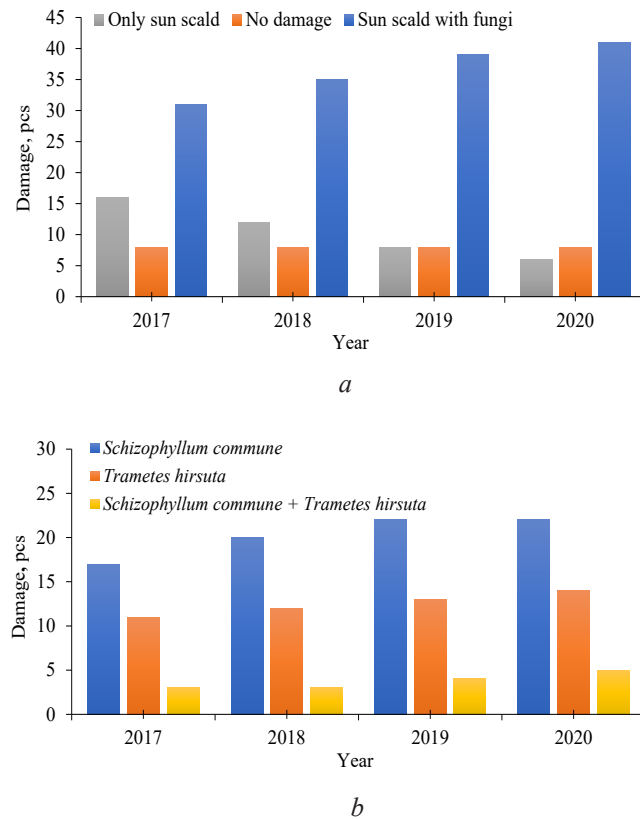 Only sun scald No damage Sun scald with fungi
45
40
35
30
25
20
15
10
5
0
Damage, pcs
2017 2018 2019 2020
Year
a
Schizophyllum commune
Trametes hirsuta
Schizophyllum commune + Trametes hirsuta
30
25
20
15
10
5
0
Damage, pcs
2017 2018 2019 2020
Year
b